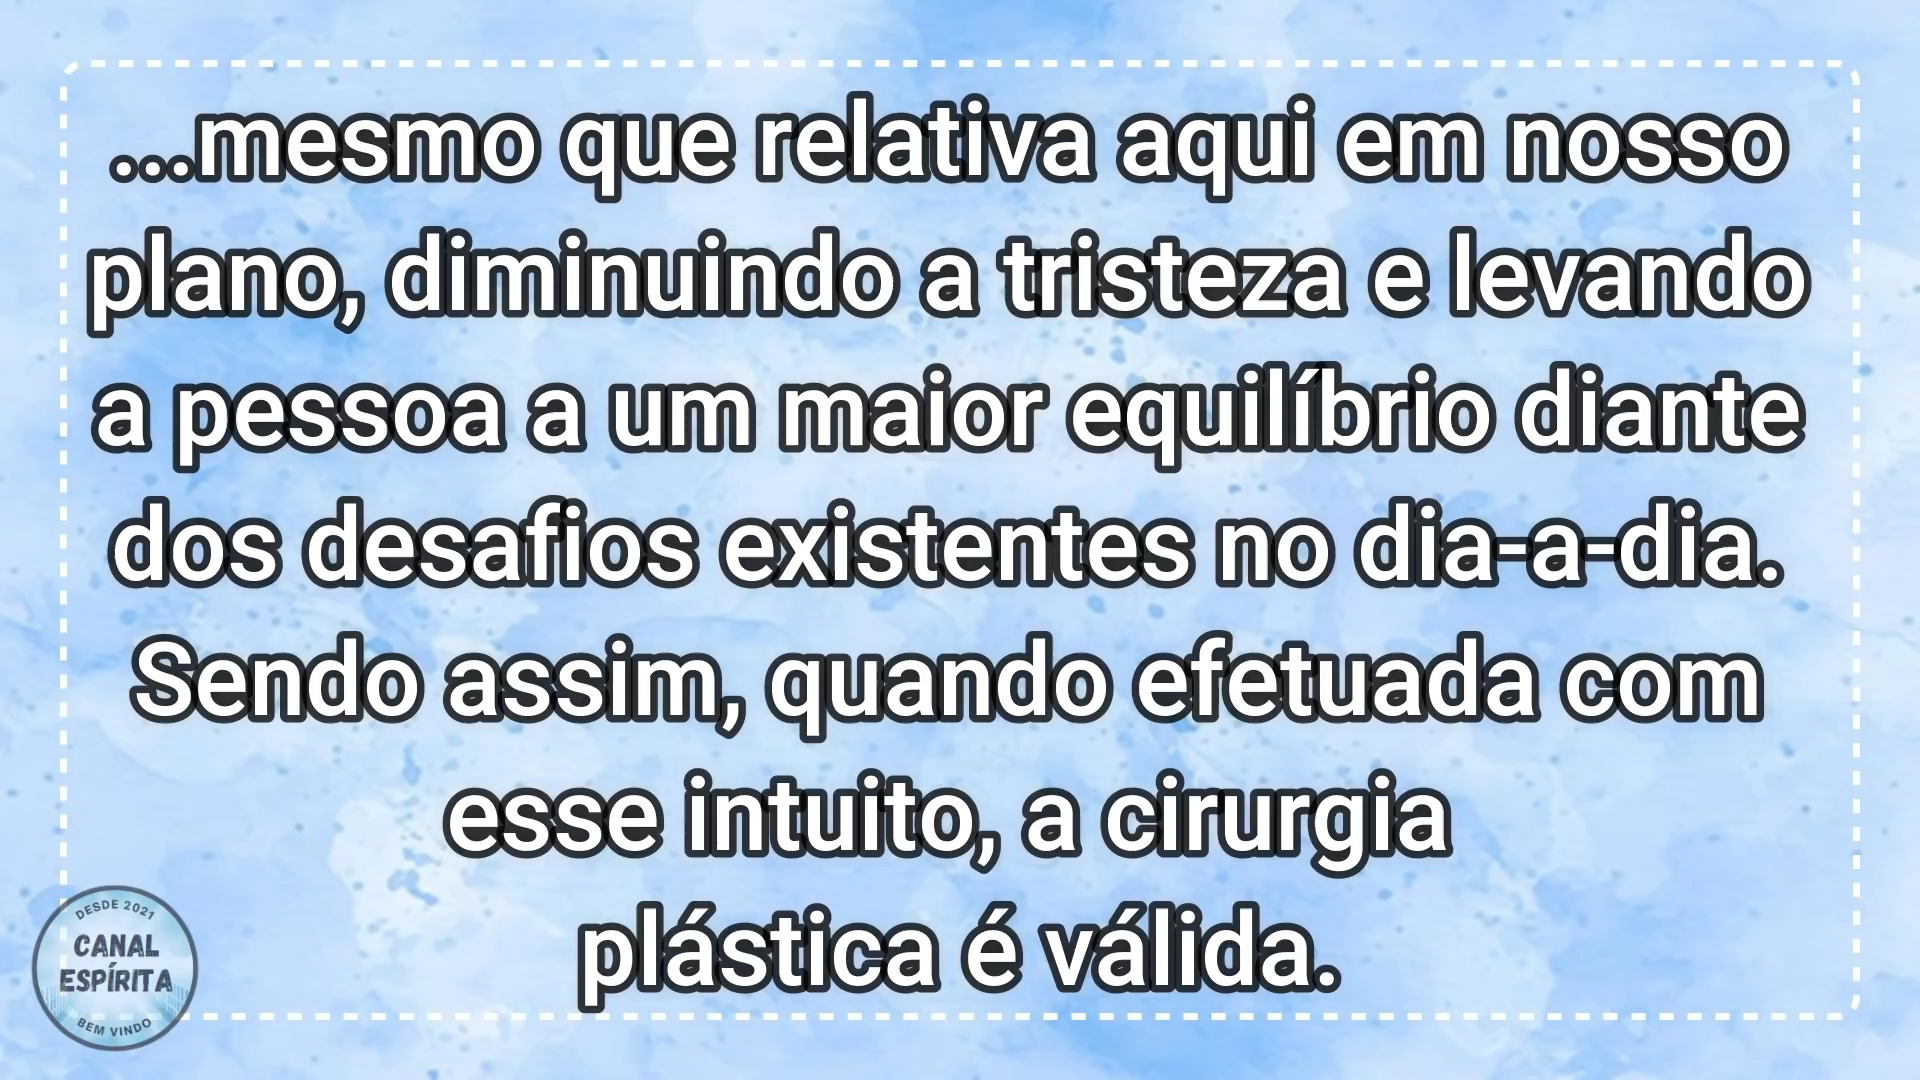 ...mesmo que relativa aqui em nosso
plano, diminuindo a tristeza e levando
a pessoa a um maior equilíbrio diante
dos desafios existentes no dia-a-dia.
Sendo assim, quando efetuada com
esse intuito, a cirurgia
plástica é válida.
DESDE 2021
CANAL
ESPÍRITA
BEM VINDO